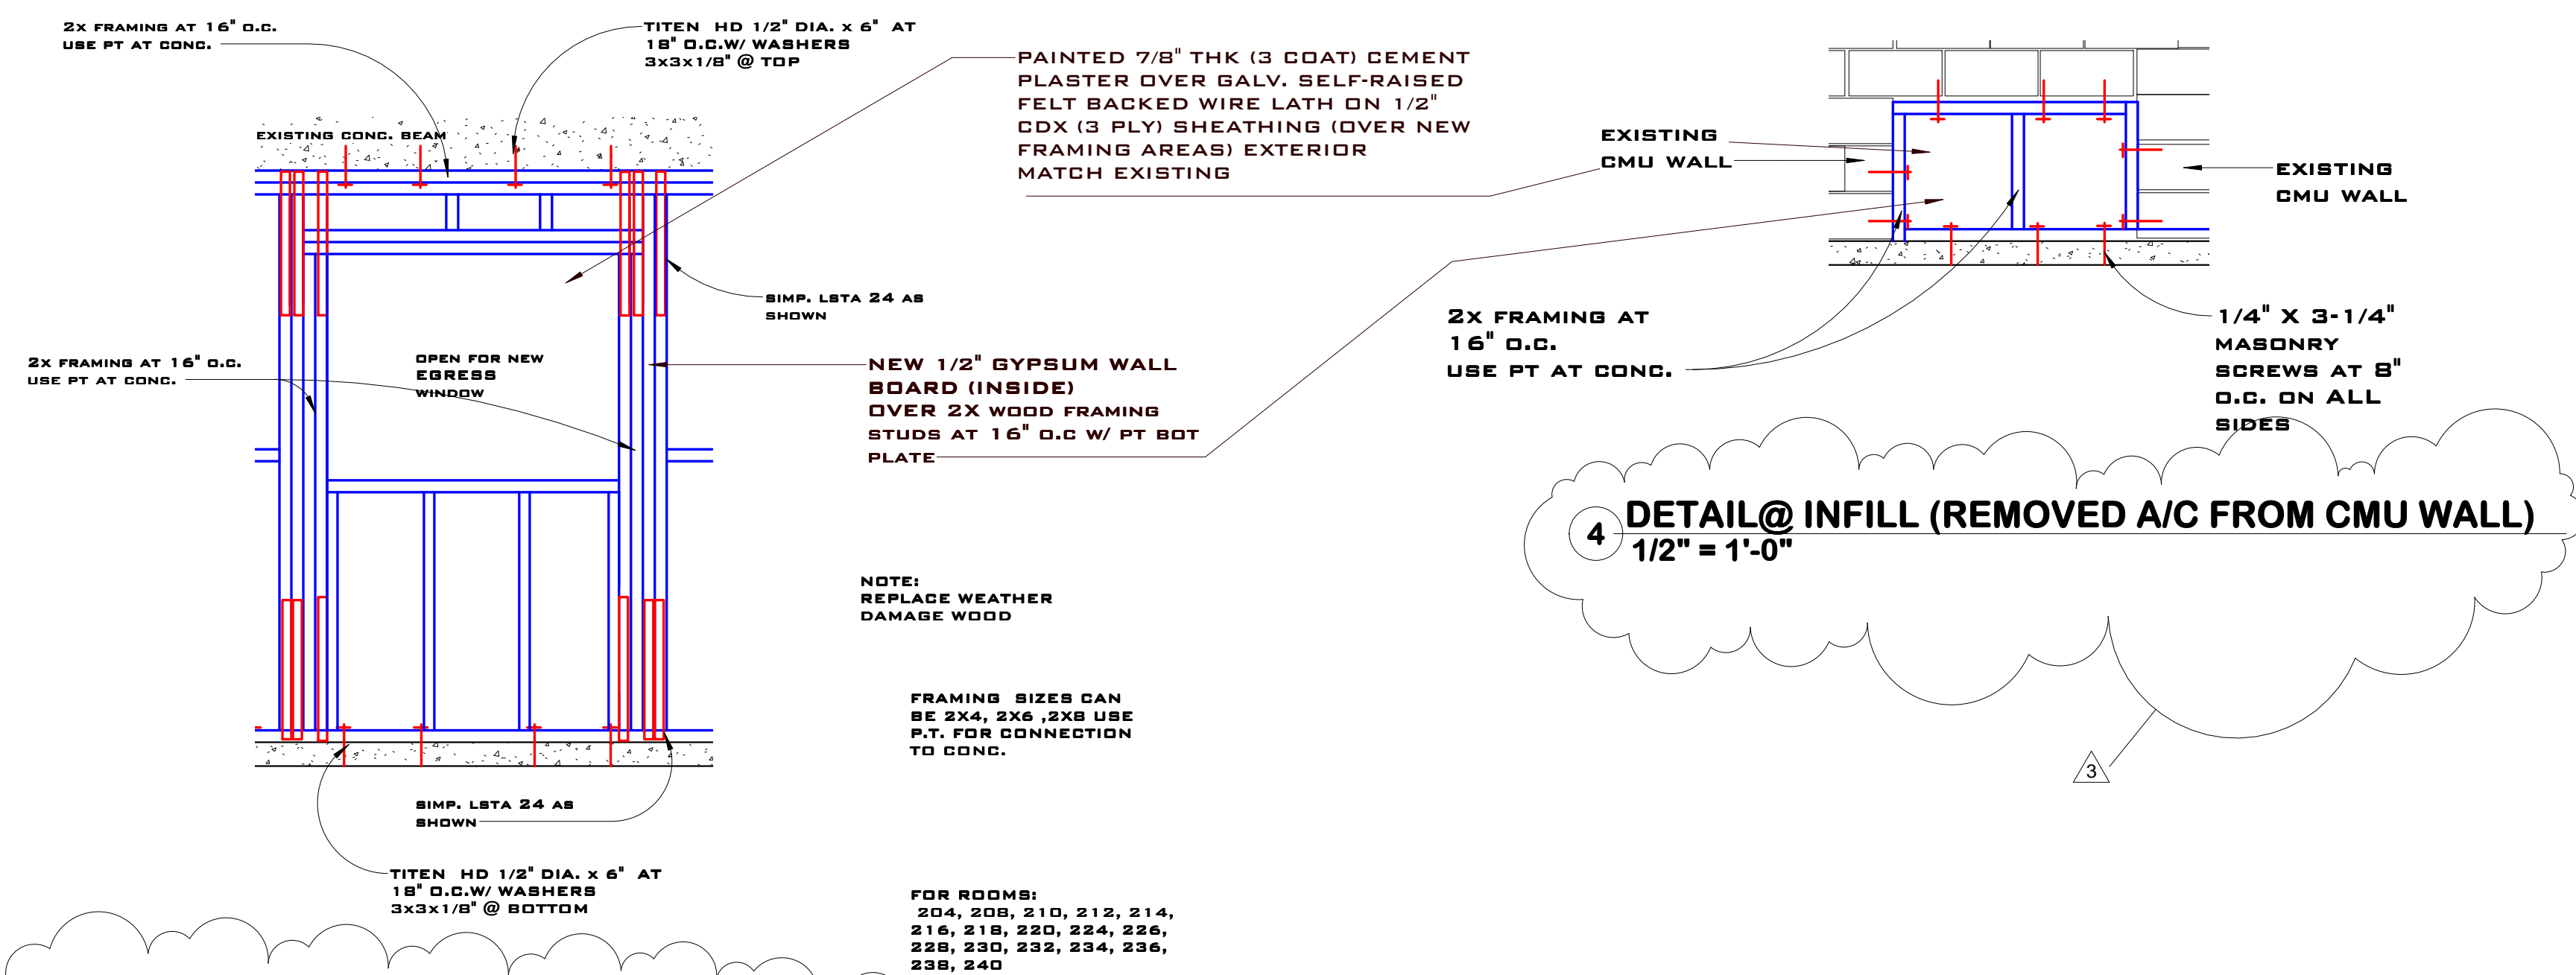 2x FRAMING AT 16" O.C.
USE PT AT CONC.
TITEN HD 1/2" DIA. x 6" AT
18" O.C.W/ WASHERS
3x3x1/8" @ TOP
EXISTING CONC. BEAM
PAINTED 7/8" THK (3 COAT) CEMENT
PLASTER OVER GALV. SELF-RAISED
FELT BACKED WIRE LATH ON 1/2"
CDX (3 PLY) SHEATHING (OVER NEW
FRAMING AREAS) EXTERIOR
MATCH EXISTING
SIMP. LSTA 24 AS
SHOWN
2x FRAMING AT 16" O.C.
USE PT AT CONC.
OPEN FOR NEW
EGRESS
WINDOW
NEW 1/2" GYPSUM WALL
BOARD (INSIDE)
OVER 2X WOOD FRAMING
STUDS AT 16" O.C W/ PT BOT
PLATE
NOTE:
REPLACE WEATHER
DAMAGE WOOD
FRAMING SIZES CAN
BE 2X4, 2X6 ,2X8 USE
P.T. FOR CONNECTION
TO CONC.
SIMP. LSTA 24 AS
SHOWN
TITEN HD 1/2" DIA. x 6" AT
18" O.C.W/ WASHERS
3x3x1/8" @ BOTTOM
FOR ROOMS:
204, 208, 210, 212, 214,
216, 218, 220, 224, 226,
228, 230, 232, 234, 236,
238, 240
EXISTING
CMU WALL
EXISTING
CMU WALL
2x FRAMING AT
16" O.C.
USE PT AT CONC.
1/4" X 3-1/4"
MASONRY
SCREWS AT 8"
O.C. ON ALL
SIDES
4
DETAIL@ INFILL (REMOVED A/C FROM CMU WALL)
1/2" = 1'-0"
3